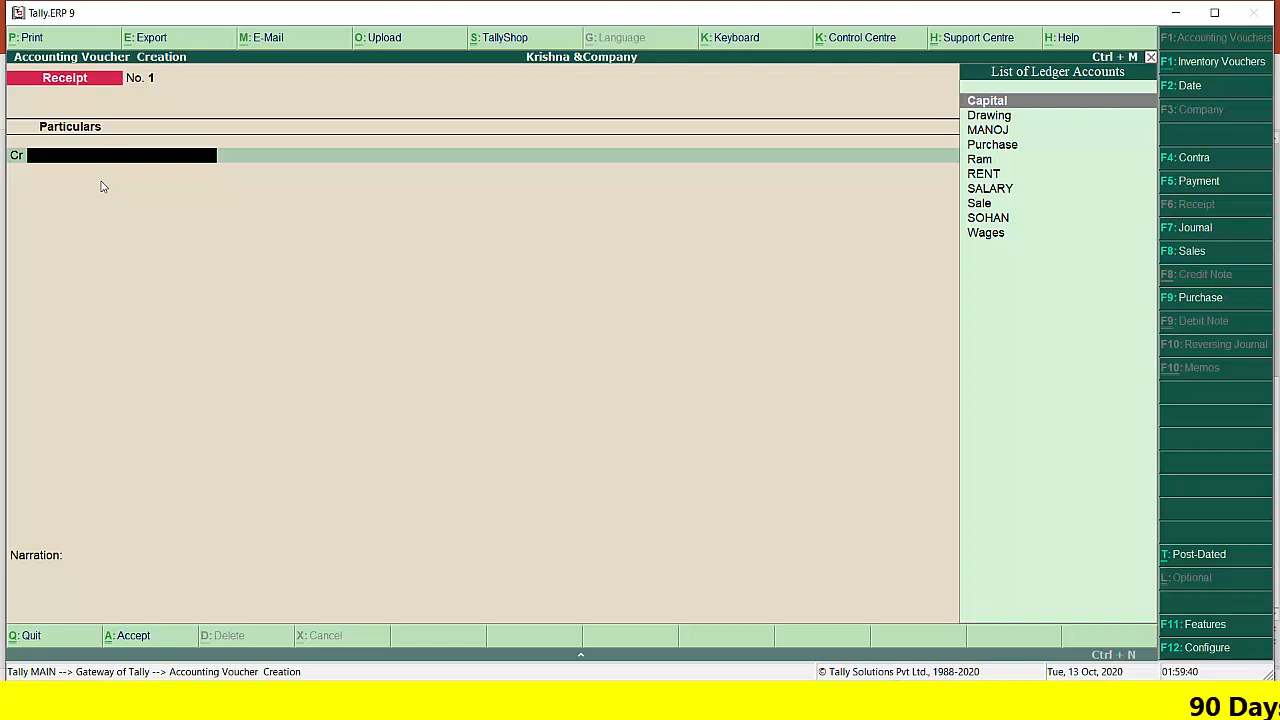 Tally.ERP 9
P: Print E: Export M: E-Mail O: Upload S: TallyShop G: Language K: Keyboard K: Control Centre H: Support Centre H: Help
Accounting Voucher Creation Krishna &Company Ctrl + M
Receipt No. 1
Particulars
Cr
Narration:
List of Ledger Accounts
Capital
Drawing
MANOJ
Purchase
Ram
RENT
SALARY
Sale
SOHAN
Wages
F1: Accounting Vouchers
F1: Inventory Vouchers
F2: Date
F3: Company
F4: Contra
F5: Payment
F6: Receipt
F7: Journal
F8: Sales
F8: Credit Note
F9: Purchase
F9: Debit Note
F10: Reversing Journal
F10: Memos
T: Post-Dated
L: Optional
F11: Features
F12: Configure
Q: Quit A: Accept D: Delete X: Cancel
Ctrl + N
Tally MAIN --> Gateway of Tally --> Accounting Voucher Creation © Tally Solutions Pvt Ltd., 1988-2020 Tue, 13 Oct, 2020 01:59:40
90 Days